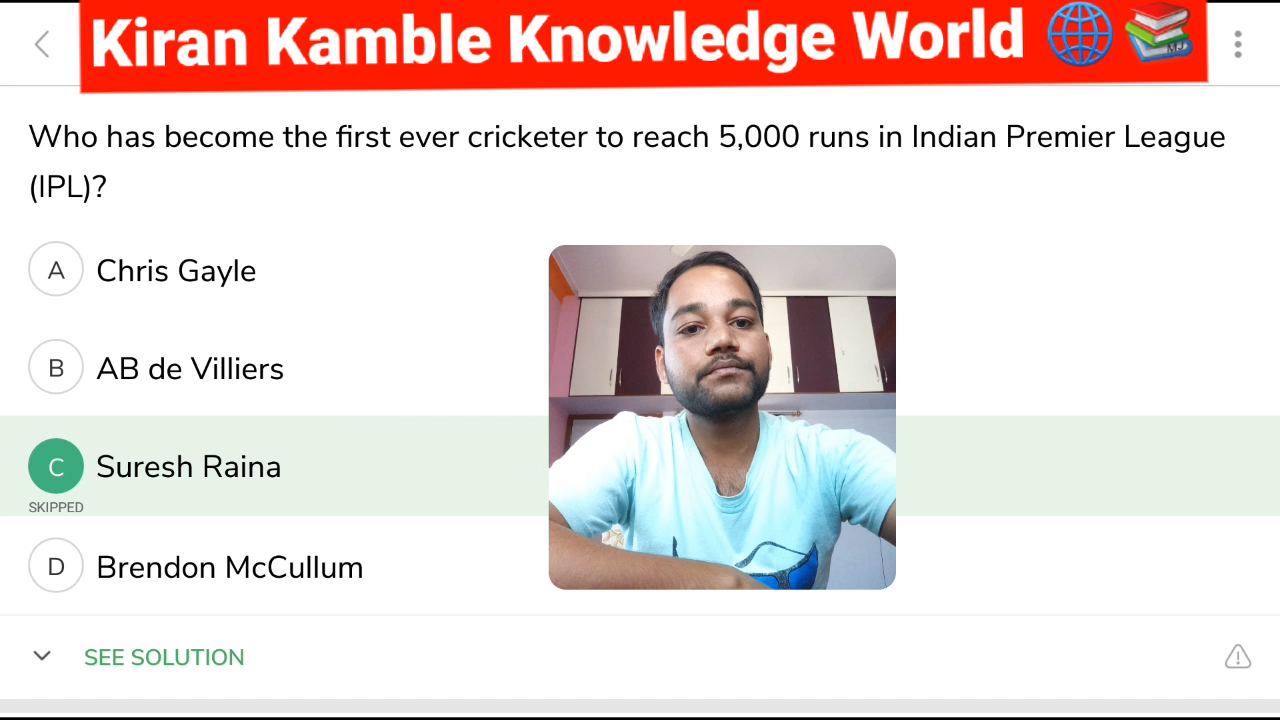 Kiran Kamble Knowledge World
MJ
Who has become the first ever cricketer to reach 5,000 runs in Indian Premier League
(IPL)?
A Chris Gayle
B AB de Villiers
C Suresh Raina
SKIPPED
D Brendon McCullum
SEE SOLUTION